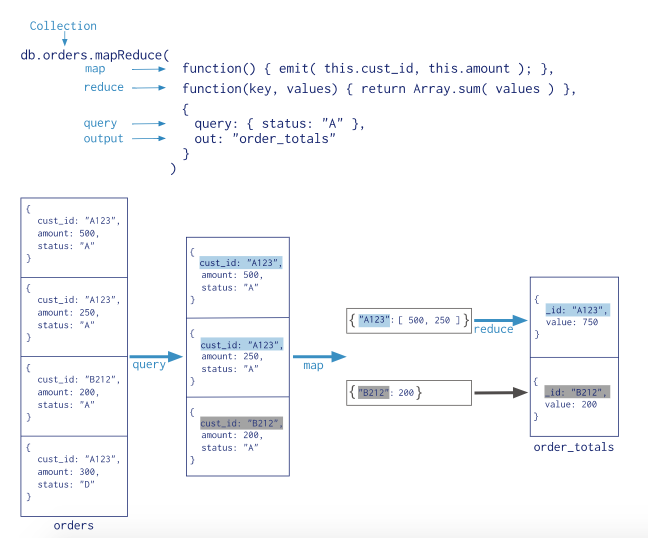 Collection
db.orders.mapReduce(
map function() { emit( this.cust_id, this.amount ); },
reduce function(key, values) { return Array.sum( values ) },
{
query query: { status: "A" },
output out: "order_totals"
}
)
{
cust_id: "A123",
amount: 500,
status: "A"
}
{
cust_id: "A123",
amount: 250,
status: "A"
}
{
cust_id: "B212",
amount: 200,
status: "A"
}
{
cust_id: "A123",
amount: 300,
status: "D"
}
orders
query
{
cust_id: "A123",
amount: 500,
status: "A"
}
{
cust_id: "A123",
amount: 250,
status: "A"
}
{
cust_id: "B212",
amount: 200,
status: "A"
}
map
{ "A123": [ 500, 250 ] }
{ "B212": 200 }
reduce
{
_id: "A123",
value: 750
}
{
_id: "B212",
value: 200
}
order_totals